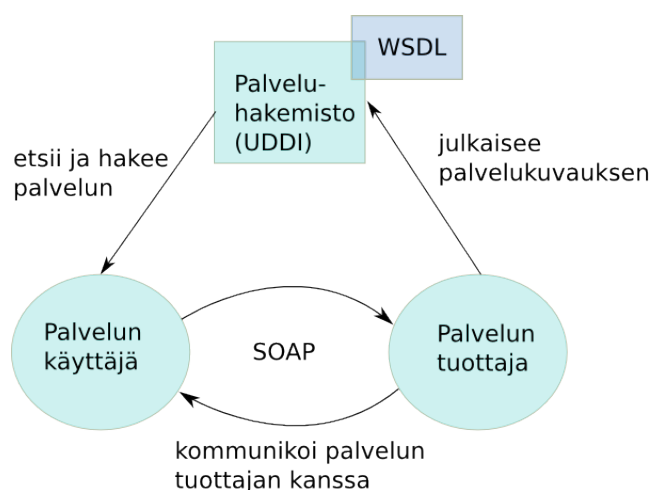 WSDL
Palvelu-
hakemisto
(UDDI)
etsii ja hakee
palvelun
julkaisee
palvelukuvauksen
Palvelun
käyttäjä
SOAP
Palvelun
tuottaja
kommunikoi palvelun
tuottajan kanssa